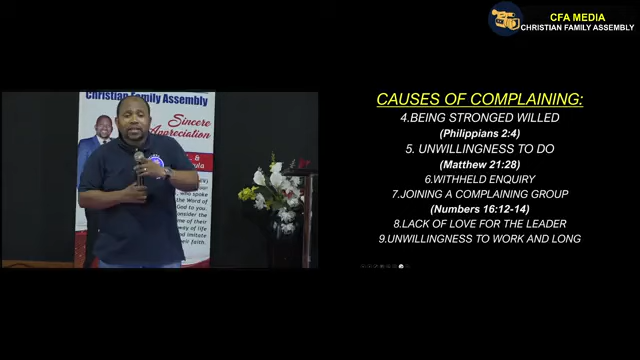 CFA MEDIA
CHRISTIAN FAMILY ASSEMBLY
Christian Family Assembly
Sincere
Appreciation
CAUSES OF COMPLAINING:
4.BEING STRONGED WILLED
(Philippians 2:4)
5. UNWILLINGNESS TO DO
(Matthew 21:28)
6.WITHHELD ENQUIRY
7.JOINING A COMPLAINING GROUP
(Numbers 16:12-14)
8.LACK OF LOVE FOR THE LEADER
9.UNWILLINGNESS TO WORK AND LONG